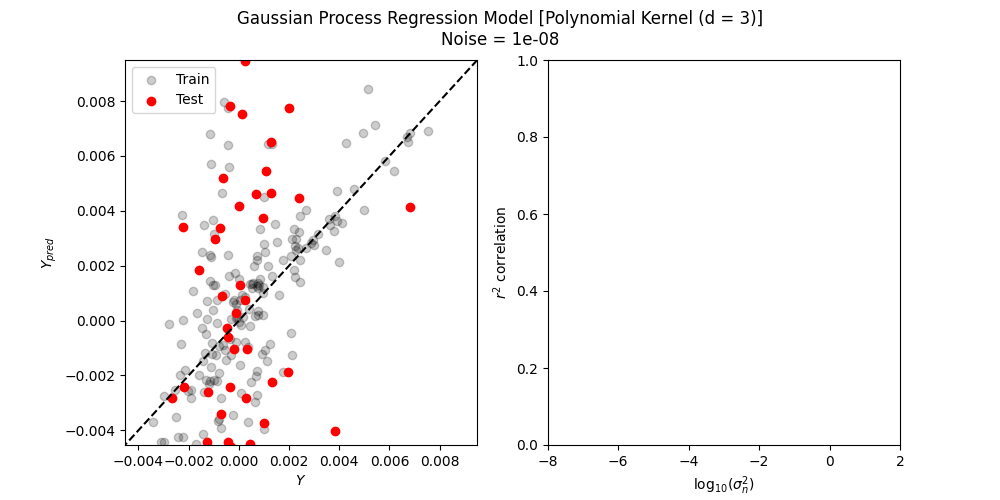 Gaussian Process Regression Model [Polynomial Kernel (d = 3)]
Noise = 1e-08
Train
Test
0.008
0.006
0.004
0.002
0.000
−0.002
−0.004
Y_{pred}
−0.004 −0.002 0.000 0.002 0.004 0.006 0.008
Y
1.0
0.8
0.6
0.4
0.2
0.0
r² correlation
−8 −6 −4 −2 0 2
log₁₀(σₙ²)